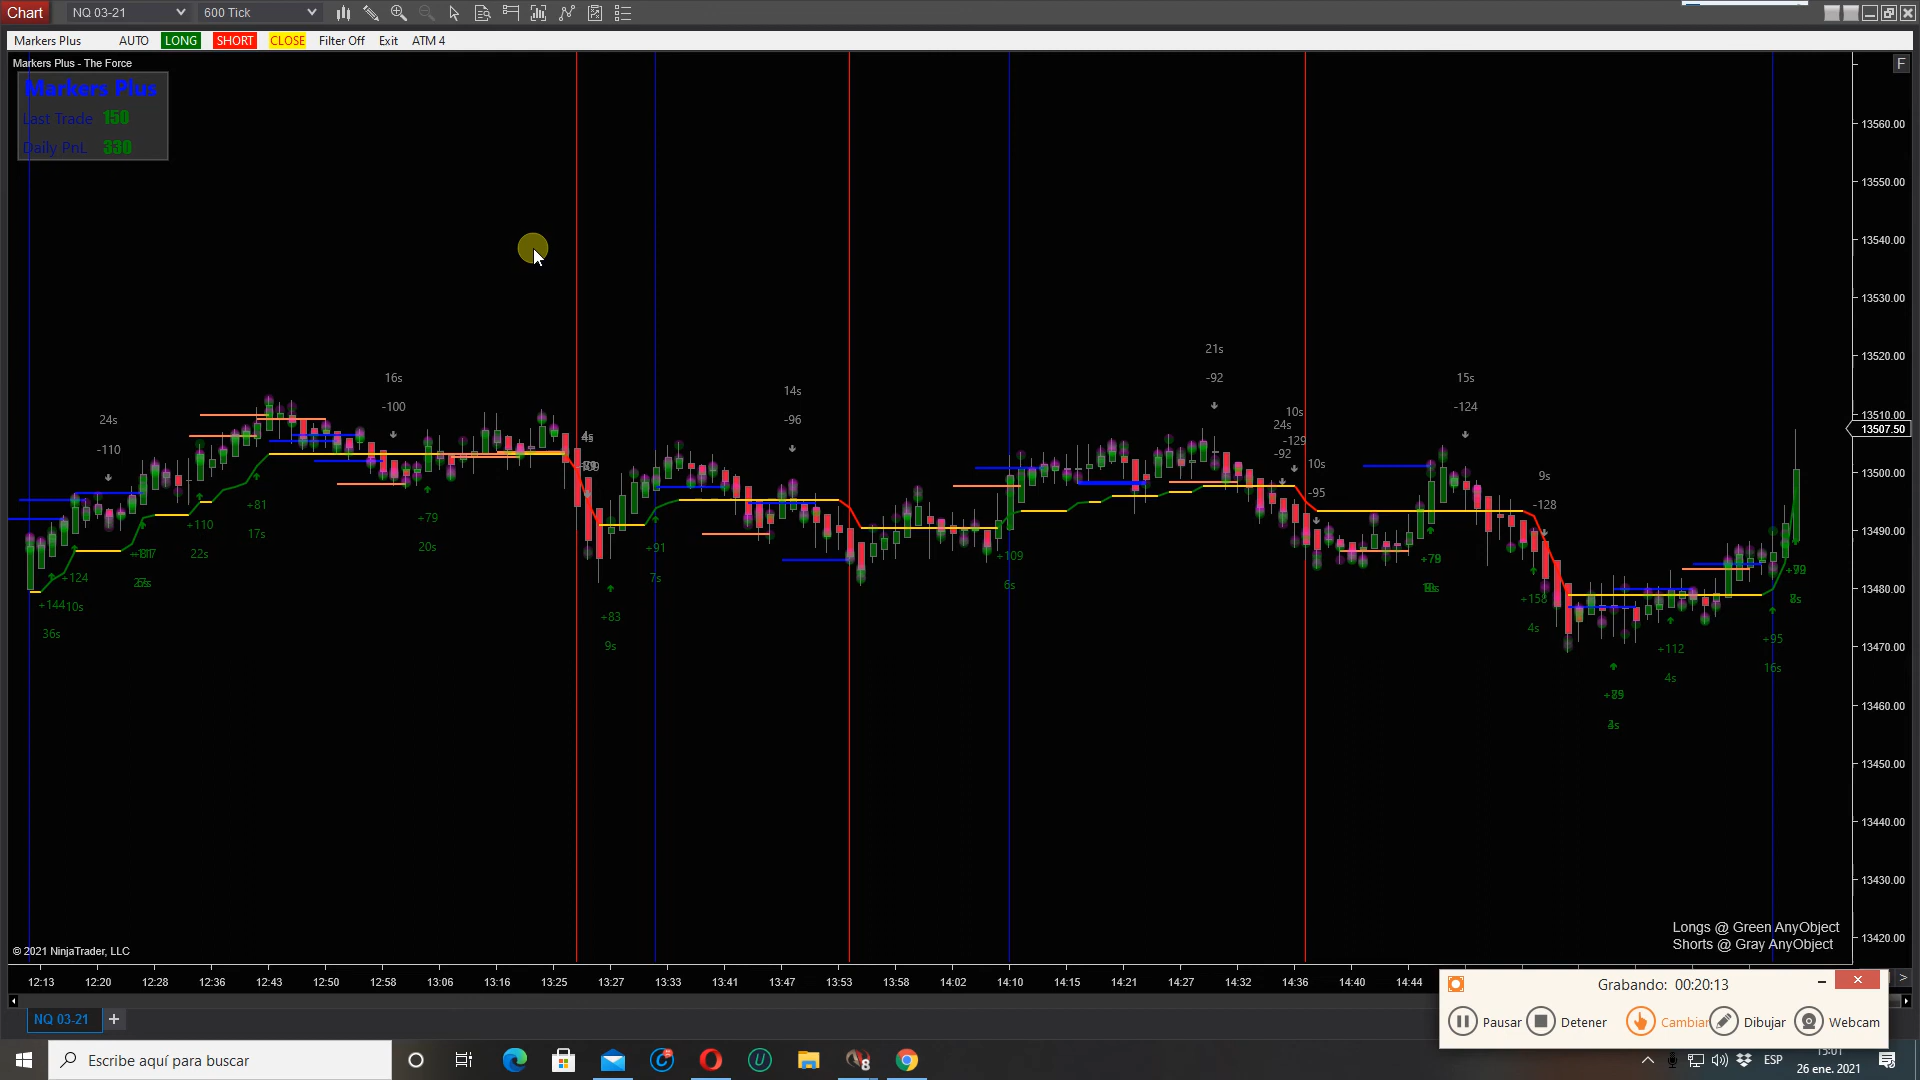 Chart NQ 03-21 600 Tick
Markers Plus AUTO LONG SHORT CLOSE Filter Off Exit ATM 4
Markers Plus - The Force
F
Markers Plus
Last Trade 150
Daily PnL 330
13560.00
13550.00
13540.00
13530.00
13520.00
13510.00
13507.50
13500.00
13490.00
13480.00
13470.00
13460.00
13450.00
13440.00
13430.00
13420.00
24s
-110
16s
-100
14s
-96
21s
-92
10s
24s
-129
-92
10s
-95
15s
-124
9s
-128
+124
+144
10s
36s
+110
22s
+81
17s
+79
20s
+83
9s
+91
7s
+109
6s
+79
+158
4s
+112
4s
+95
16s
Longs @ Green AnyObject
Shorts @ Gray AnyObject
© 2021 NinjaTrader, LLC
12:13 12:20 12:28 12:36 12:43 12:50 12:58 13:06 13:16 13:25 13:27 13:33 13:41 13:47 13:53 13:58 14:02 14:10 14:15 14:21 14:27 14:32 14:36 14:40 14:44
NQ 03-21 +
Grabando: 00:20:13
Pausar Detener Cambiar Dibujar Webcam
Escribe aquí para buscar
ESP
15:01
26 ene. 2021